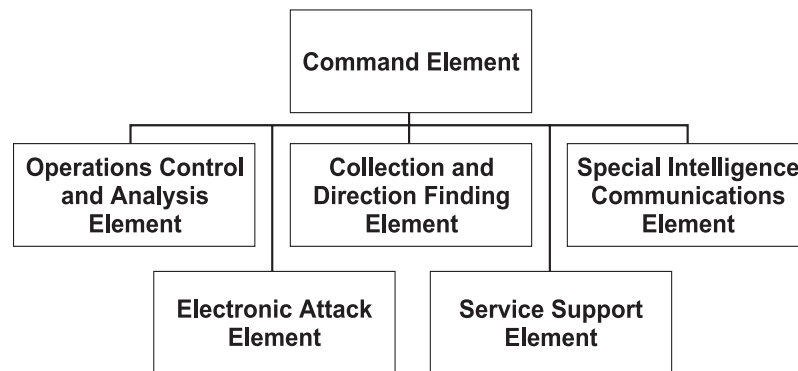 Command Element
Operations Control
and Analysis
Element
Collection and
Direction Finding
Element
Special Intelligence
Communications
Element
Electronic Attack
Element
Service Support
Element